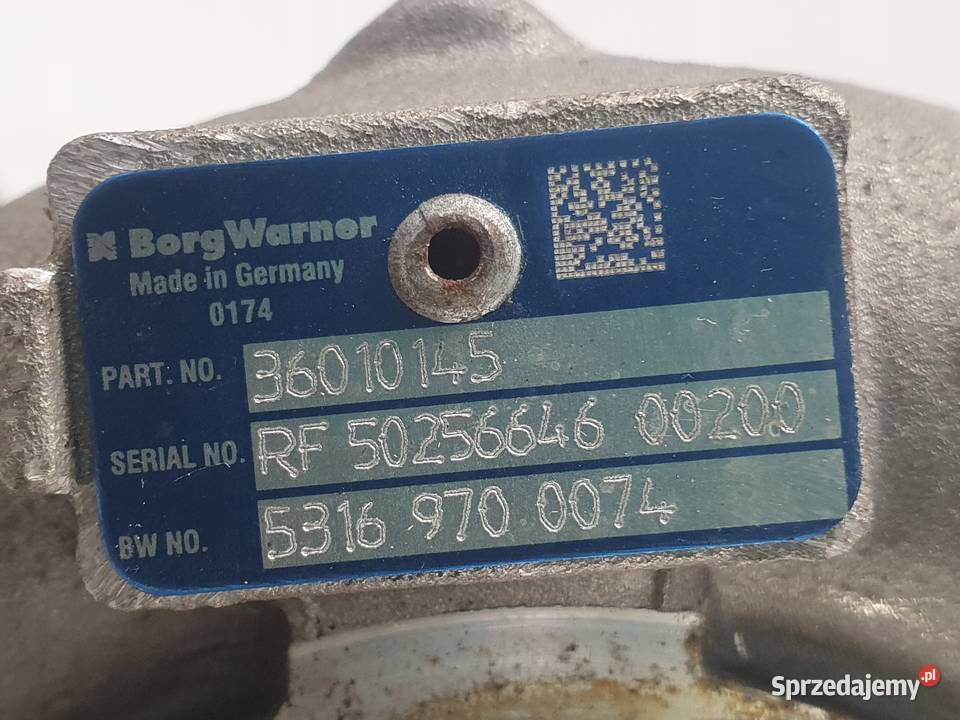 BorgWarner
Made in Germany
0174
PART. NO. 36010145
SERIAL NO. RF 50256646 00200
BW NO. 5316 970 0074
Sprzedajemy.pl